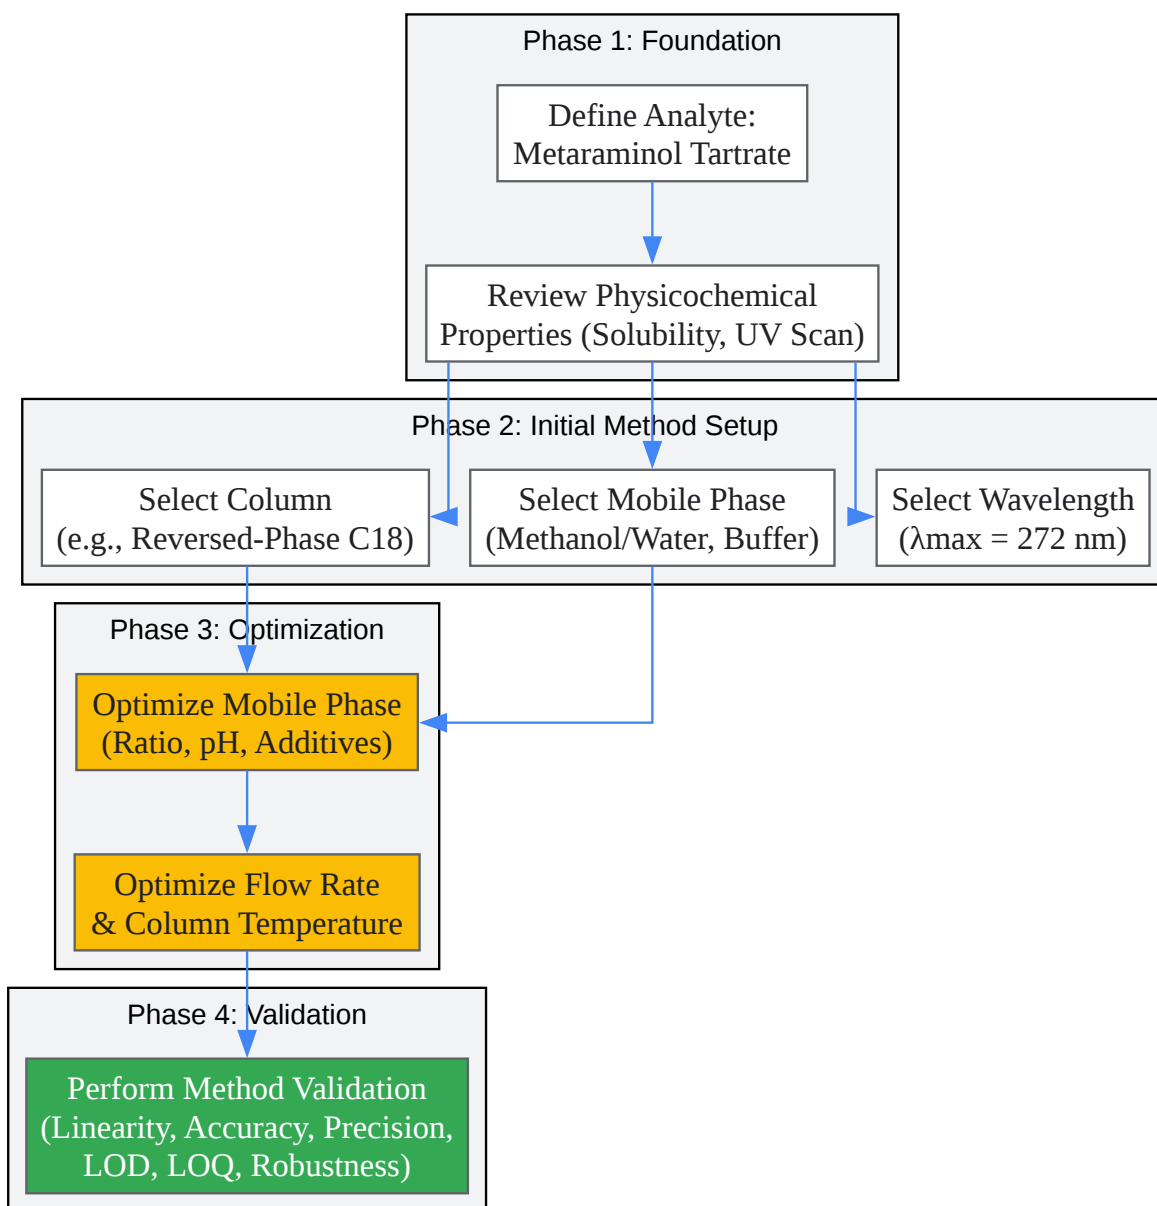 Phase 1: Foundation
Define Analyte:
Metaraminol Tartrate
Review Physicochemical
Properties (Solubility, UV Scan)
Phase 2: Initial Method Setup
Select Column
(e.g., Reversed-Phase C18)
Select Mobile Phase
(Methanol/Water, Buffer)
Select Wavelength
(λmax = 272 nm)
Phase 3: Optimization
Optimize Mobile Phase
(Ratio, pH, Additives)
Optimize Flow Rate
& Column Temperature
Phase 4: Validation
Perform Method Validation
(Linearity, Accuracy, Precision,
LOD, LOQ, Robustness)